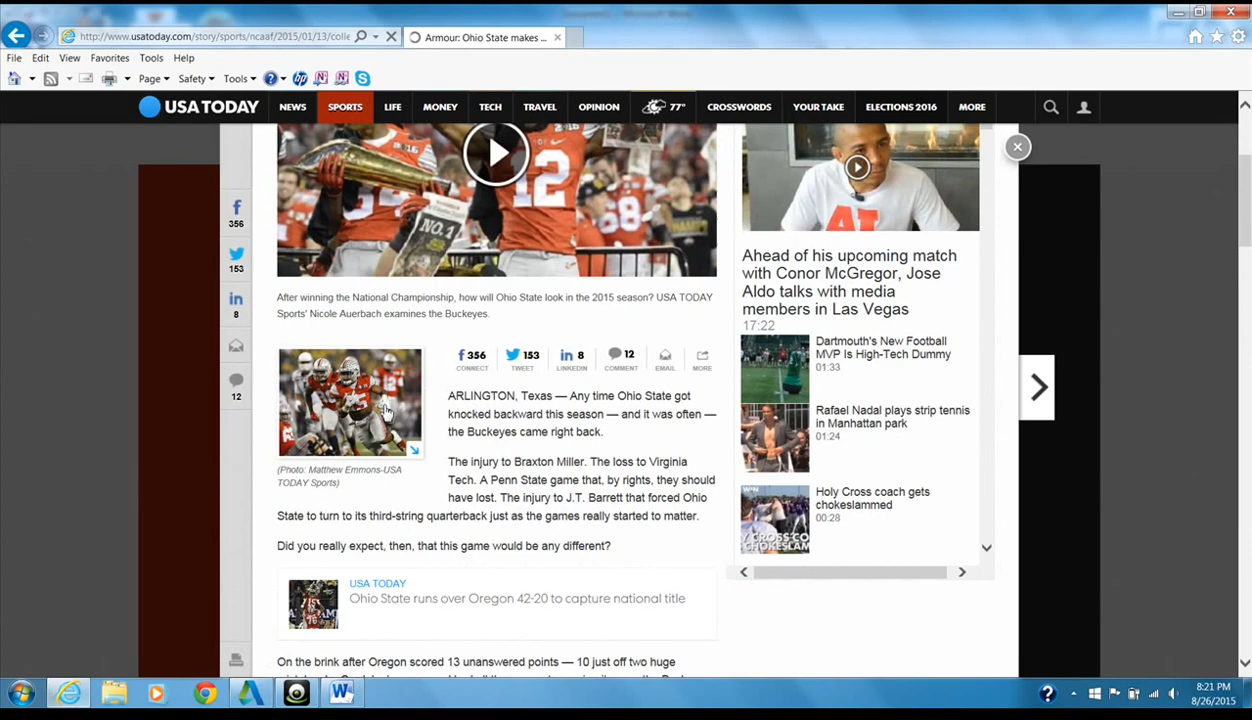 http://www.usatoday.com/story/sports/ncaaf/2015/01/13/colle
Armour: Ohio State makes ...
File Edit View Favorites Tools Help
Page Safety Tools
USA TODAY NEWS SPORTS LIFE MONEY TECH TRAVEL OPINION 77° CROSSWORDS YOUR TAKE ELECTIONS 2016 MORE
12
NO.1
68
356
153
8
12
After winning the National Championship, how will Ohio State look in the 2015 season? USA TODAY
Sports' Nicole Auerbach examines the Buckeyes.
356 153 8 12
CONNECT TWEET LINKEDIN COMMENT EMAIL MORE
(Photo: Matthew Emmons-USA
TODAY Sports)
ARLINGTON, Texas — Any time Ohio State got
knocked backward this season — and it was often —
the Buckeyes came right back.
The injury to Braxton Miller. The loss to Virginia
Tech. A Penn State game that, by rights, they should
have lost. The injury to J.T. Barrett that forced Ohio
State to turn to its third-string quarterback just as the games really started to matter.
Did you really expect, then, that this game would be any different?
USA TODAY
Ohio State runs over Oregon 42-20 to capture national title
On the brink after Oregon scored 13 unanswered points — 10 just off two huge
Ahead of his upcoming match
with Conor McGregor, Jose
Aldo talks with media
members in Las Vegas
17:22
Dartmouth's New Football
MVP Is High-Tech Dummy
01:33
Rafael Nadal plays strip tennis
in Manhattan park
01:24
Holy Cross coach gets
chokeslammed
00:28
8:21 PM
8/26/2015